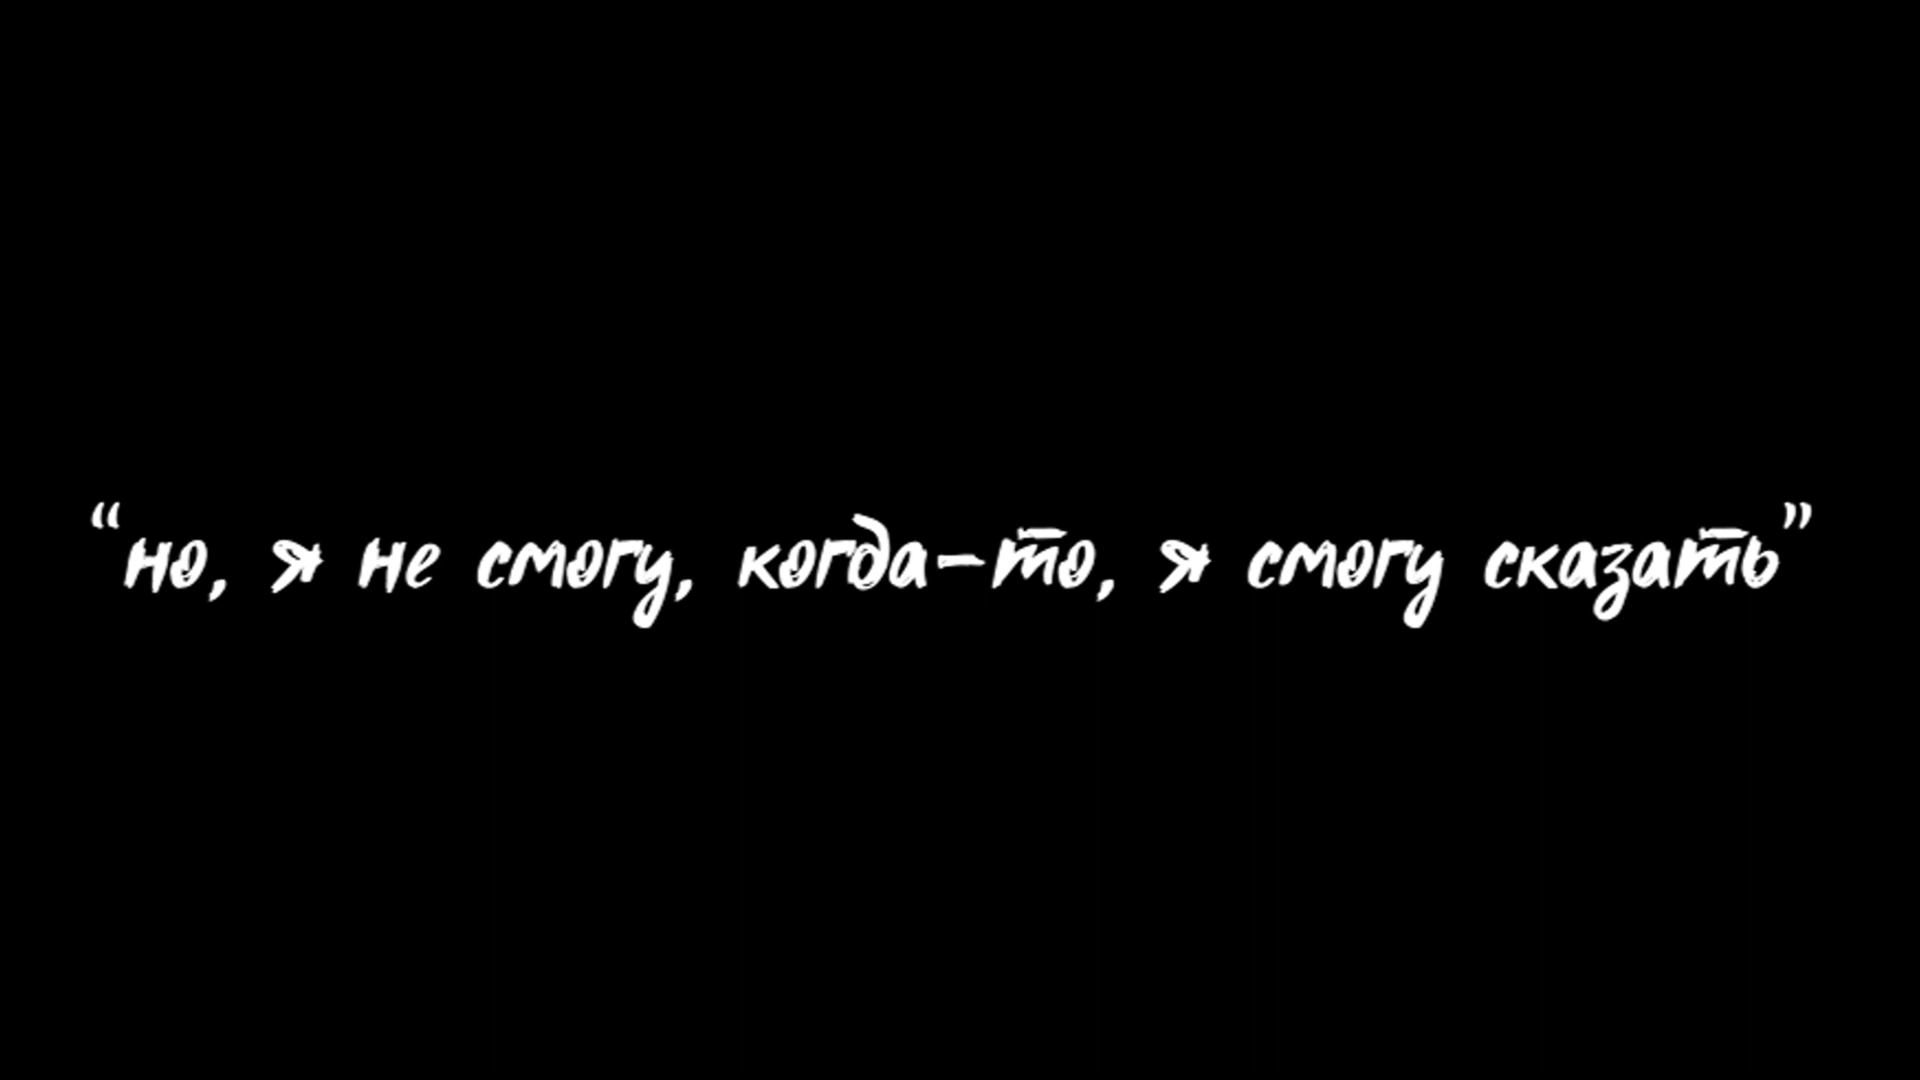 “но, я не смогу, когда-то, я смогу сказать”